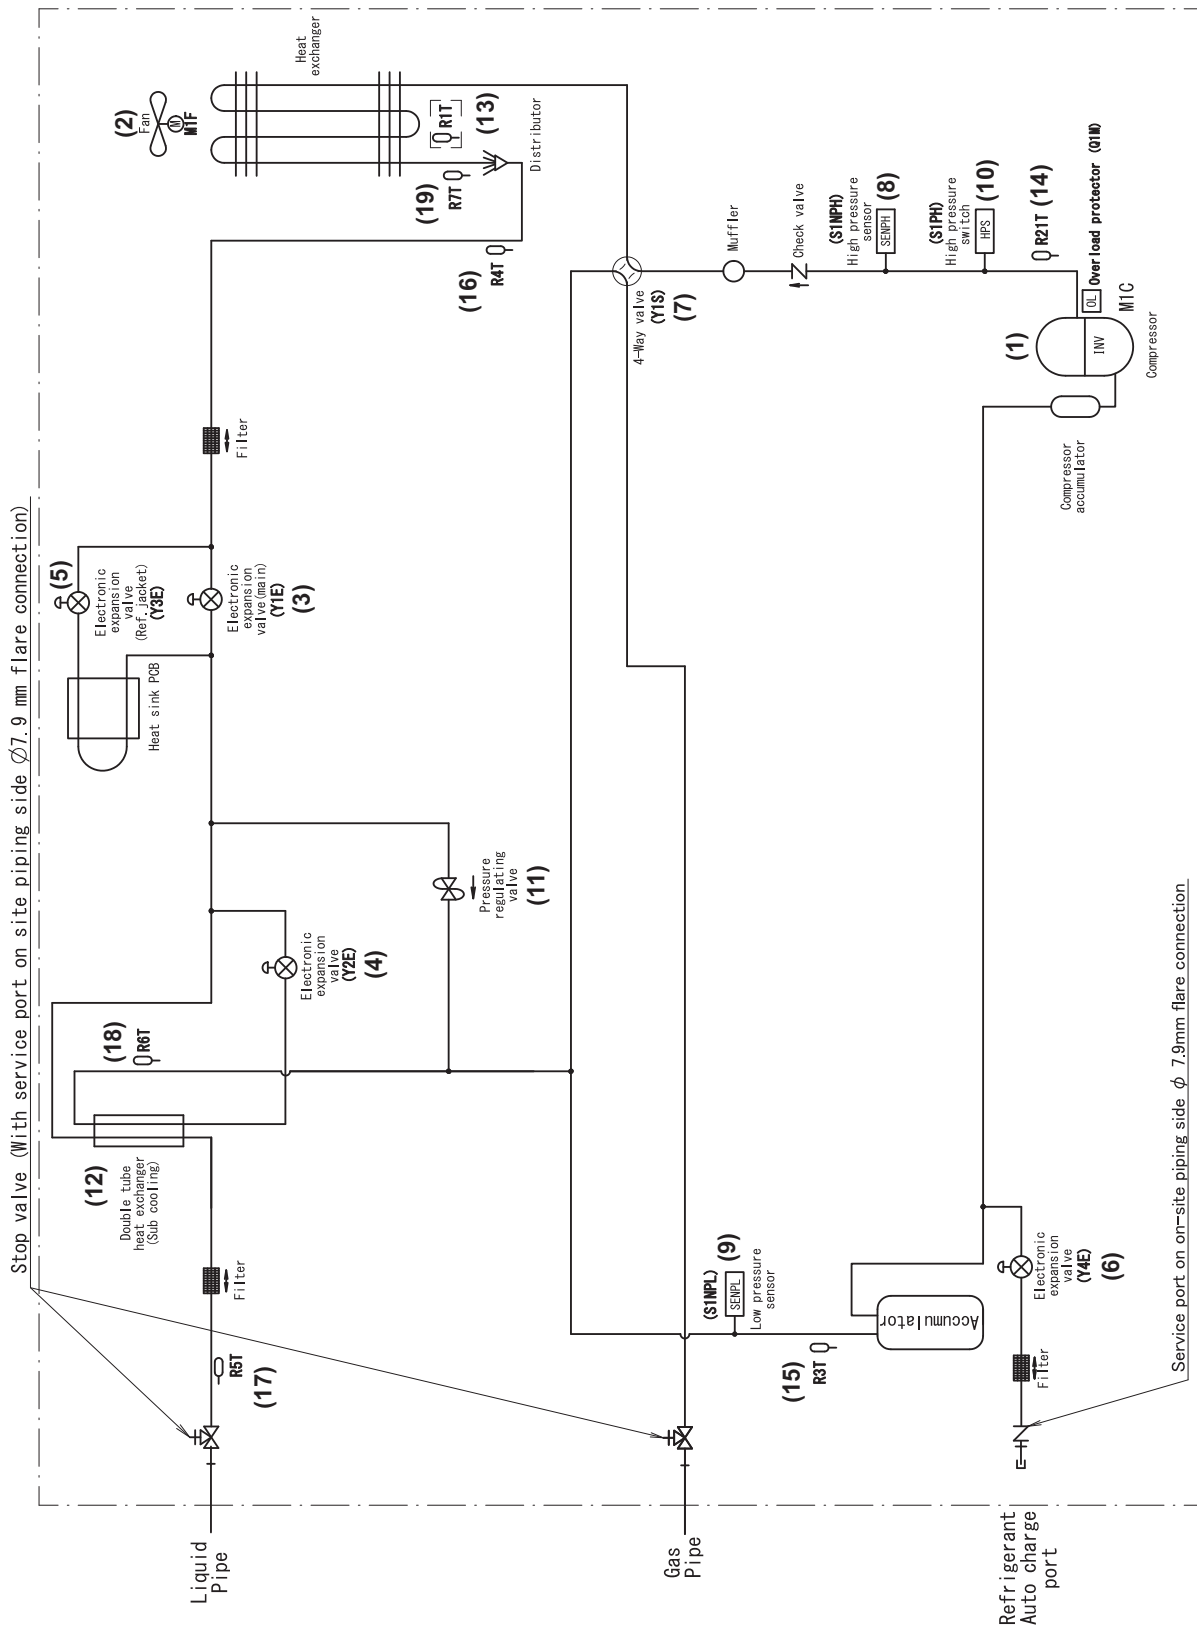 Stop valve (With service port on site piping side ∅7.9 mm flare connection)
(2)
Fan
M
M1F
Heat
exchanger
R1T
(13)
Distributor
(19)
R7T
(16)
R4T
Filter
(5)
Electronic
expansion
valve
(Ref.jacket)
(Y3E)
Electronic
expansion
valve(main)
(Y1E)
(3)
Heat sink PCB
Pressure
regulating
valve
(11)
Electronic
expansion
valve
(Y2E)
(4)
(18)
R6T
(12)
Double tube
heat exchanger
(Sub cooling)
Filter
R5T
(17)
Liquid
Pipe
4-Way valve
(Y1S)
(7)
Muffler
Check valve
(S1NPH)
High pressure
sensor
SENPH
(8)
(S1PH)
High pressure
switch
HPS
(10)
R21T (14)
OL
Overload protector (Q1M)
M1C
(1)
INV
Compressor
Compressor
accumulator
(S1NPL)
SENPL
(9)
Low pressure
sensor
(15)
R3T
Accumulator
Electronic
expansion
valve
(Y4E)
(6)
Filter
Gas
Pipe
Refrigerant
Auto charge
port
Service port on on-site piping side ϕ 7.9mm flare connection